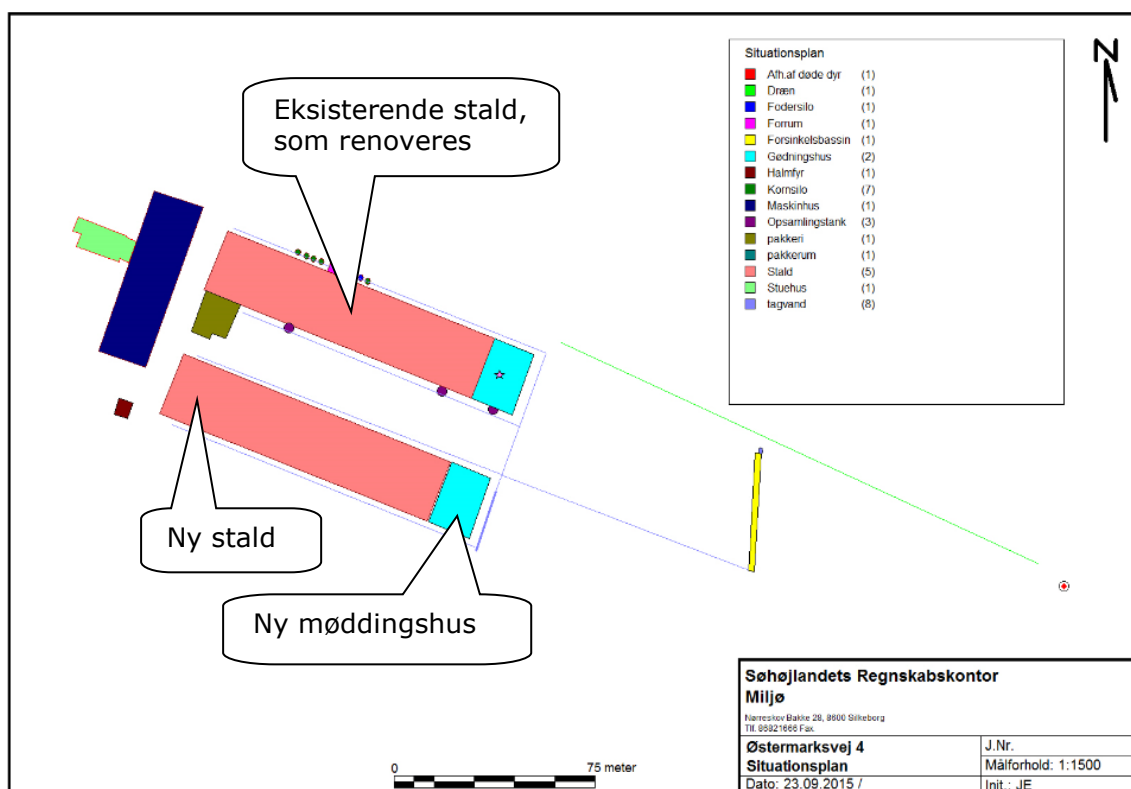 Situationsplan
Afh.af døde dyr (1)
Dræn (1)
Fodersilo (1)
Forrum (1)
Forsinkelsbassin (1)
Gødningshus (2)
Halmfyr (1)
Kornsilo (7)
Maskinhus (1)
Opsamlingstank (3)
pakkeri (1)
pakkerum (1)
Stald (5)
Stuehus (1)
tagvand (8)
N
Eksisterende stald,
som renoveres
Ny stald
Ny møddingshus
0 75 meter
Søhøjlandets Regnskabskontor
Miljø
Nørreskov Bakke 28, 8600 Silkeborg
Tlf. 86821666 Fax.
Østermarksvej 4
Situationsplan
J.Nr.
Målforhold: 1:1500
Dato: 23.09.2015 /
Init.: JE